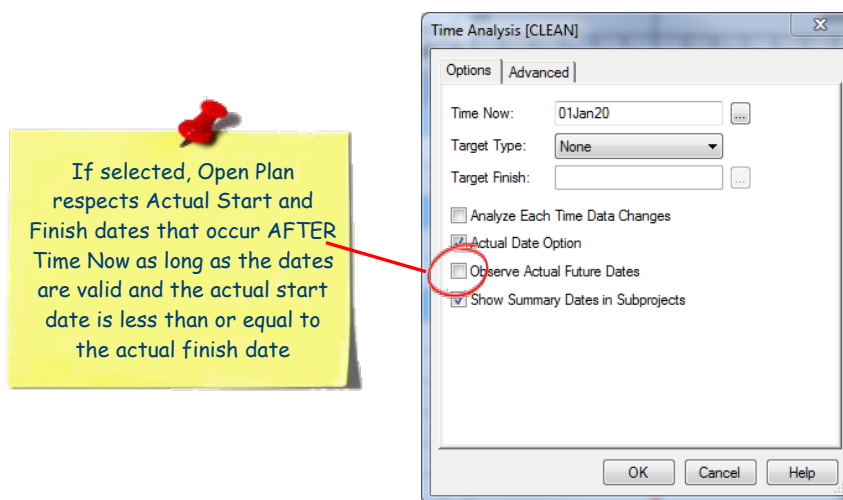 Time Analysis [CLEAN]
Options
Advanced
Time Now:
01Jan20
...
Target Type:
None
Target Finish:
...
Analyze Each Time Data Changes
Actual Date Option
Observe Actual Future Dates
Show Summary Dates in Subprojects
OK
Cancel
Help
If selected, Open Plan
respects Actual Start and
Finish dates that occur AFTER
Time Now as long as the dates
are valid and the actual start
date is less than or equal to
the actual finish date